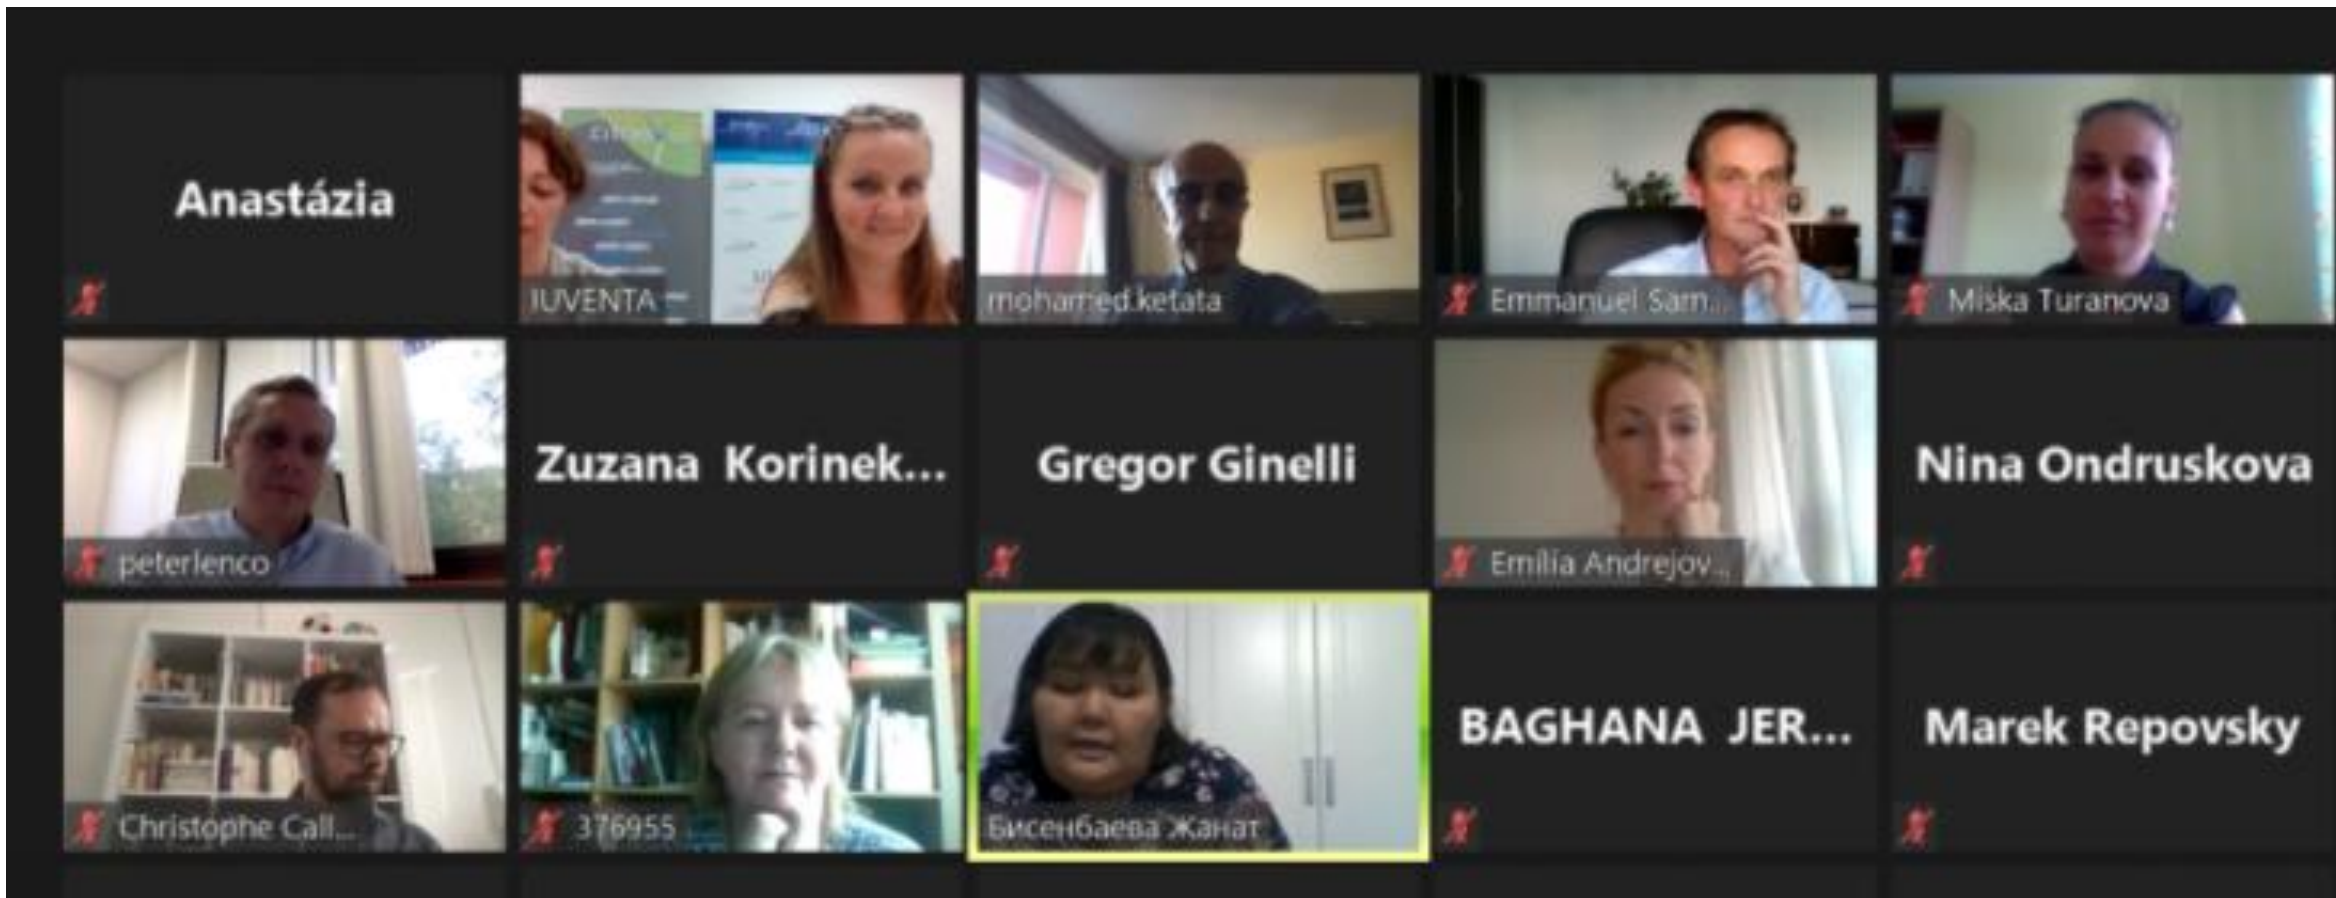 Anastázia
IUVENTA
mohamed.ketata
Emmanuel Sam...
Miska Turanova
peterlenco
Zuzana Korinek...
Gregor Ginelli
Emília Andrejov...
Nina Ondruskova
Christophe Call...
376955
Бисенбаева Жанат
BAGHANA JER...
Marek Repovsky